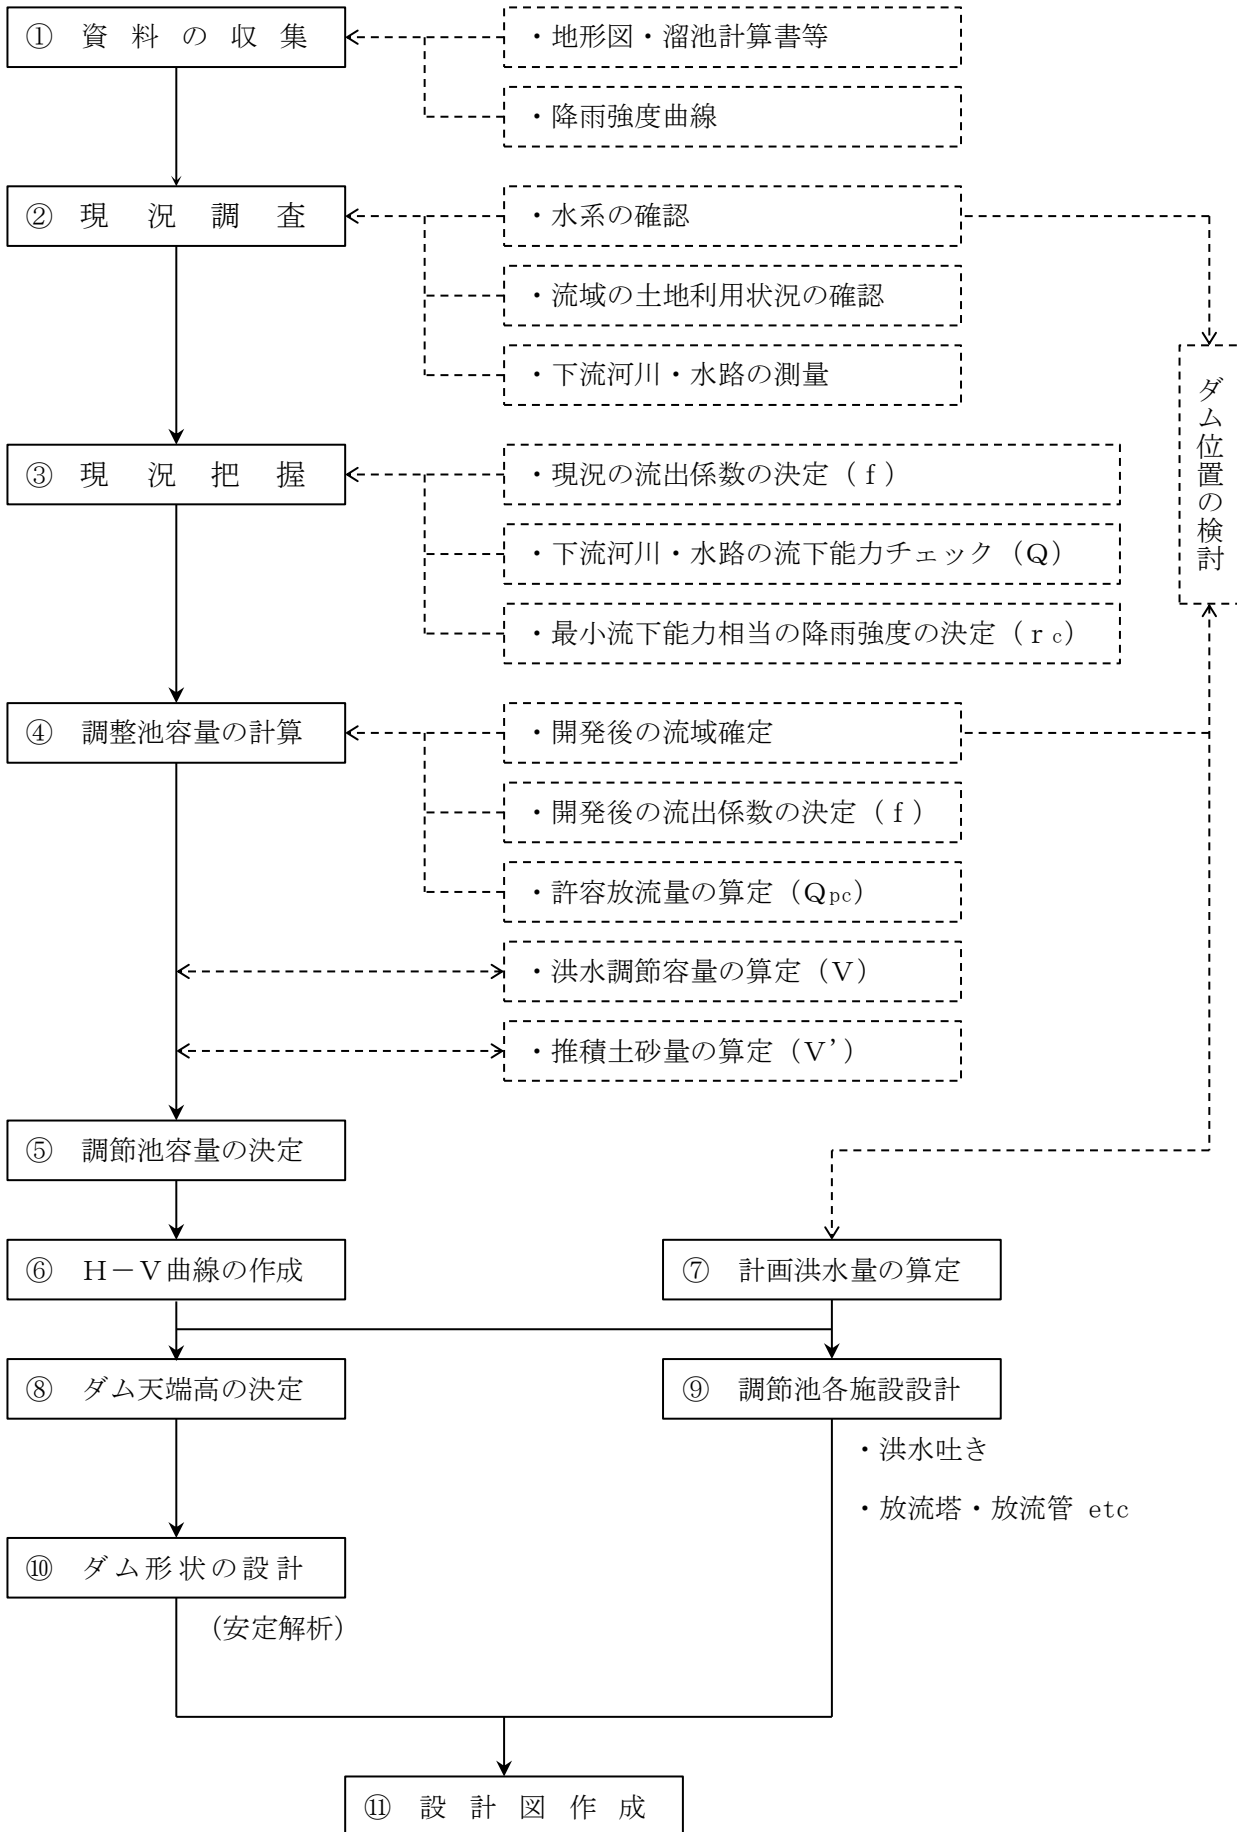 ① 資料の収集
・地形図・溜池計算書等
・降雨強度曲線
② 現況調査
・水系の確認
・流域の土地利用状況の確認
・下流河川・水路の測量
ダム位置の検討
③ 現況把握
・現況の流出係数の決定（ｆ）
・下流河川・水路の流下能力チェック（Ｑ）
・最小流下能力相当の降雨強度の決定（ｒc）
④ 調整池容量の計算
・開発後の流域確定
・開発後の流出係数の決定（ｆ）
・許容放流量の算定（Ｑpc）
・洪水調節容量の算定（Ｖ）
・推積土砂量の算定（Ｖ’）
⑤ 調節池容量の決定
⑥ Ｈ－Ｖ曲線の作成
⑦ 計画洪水量の算定
⑧ ダム天端高の決定
⑨ 調節池各施設設計
・洪水吐き
・放流塔・放流管 etc
⑩ ダム形状の設計
（安定解析）
⑪ 設計図作成